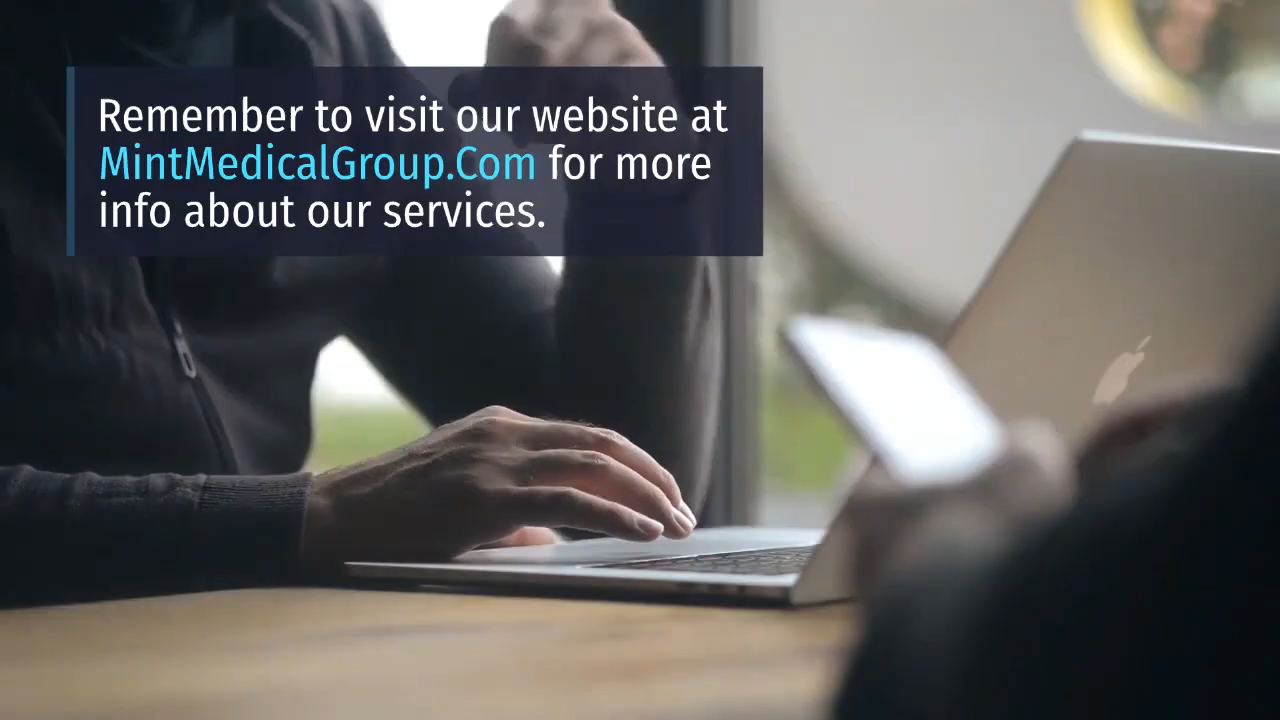 Remember to visit our website at
MintMedicalGroup.Com for more
info about our services.